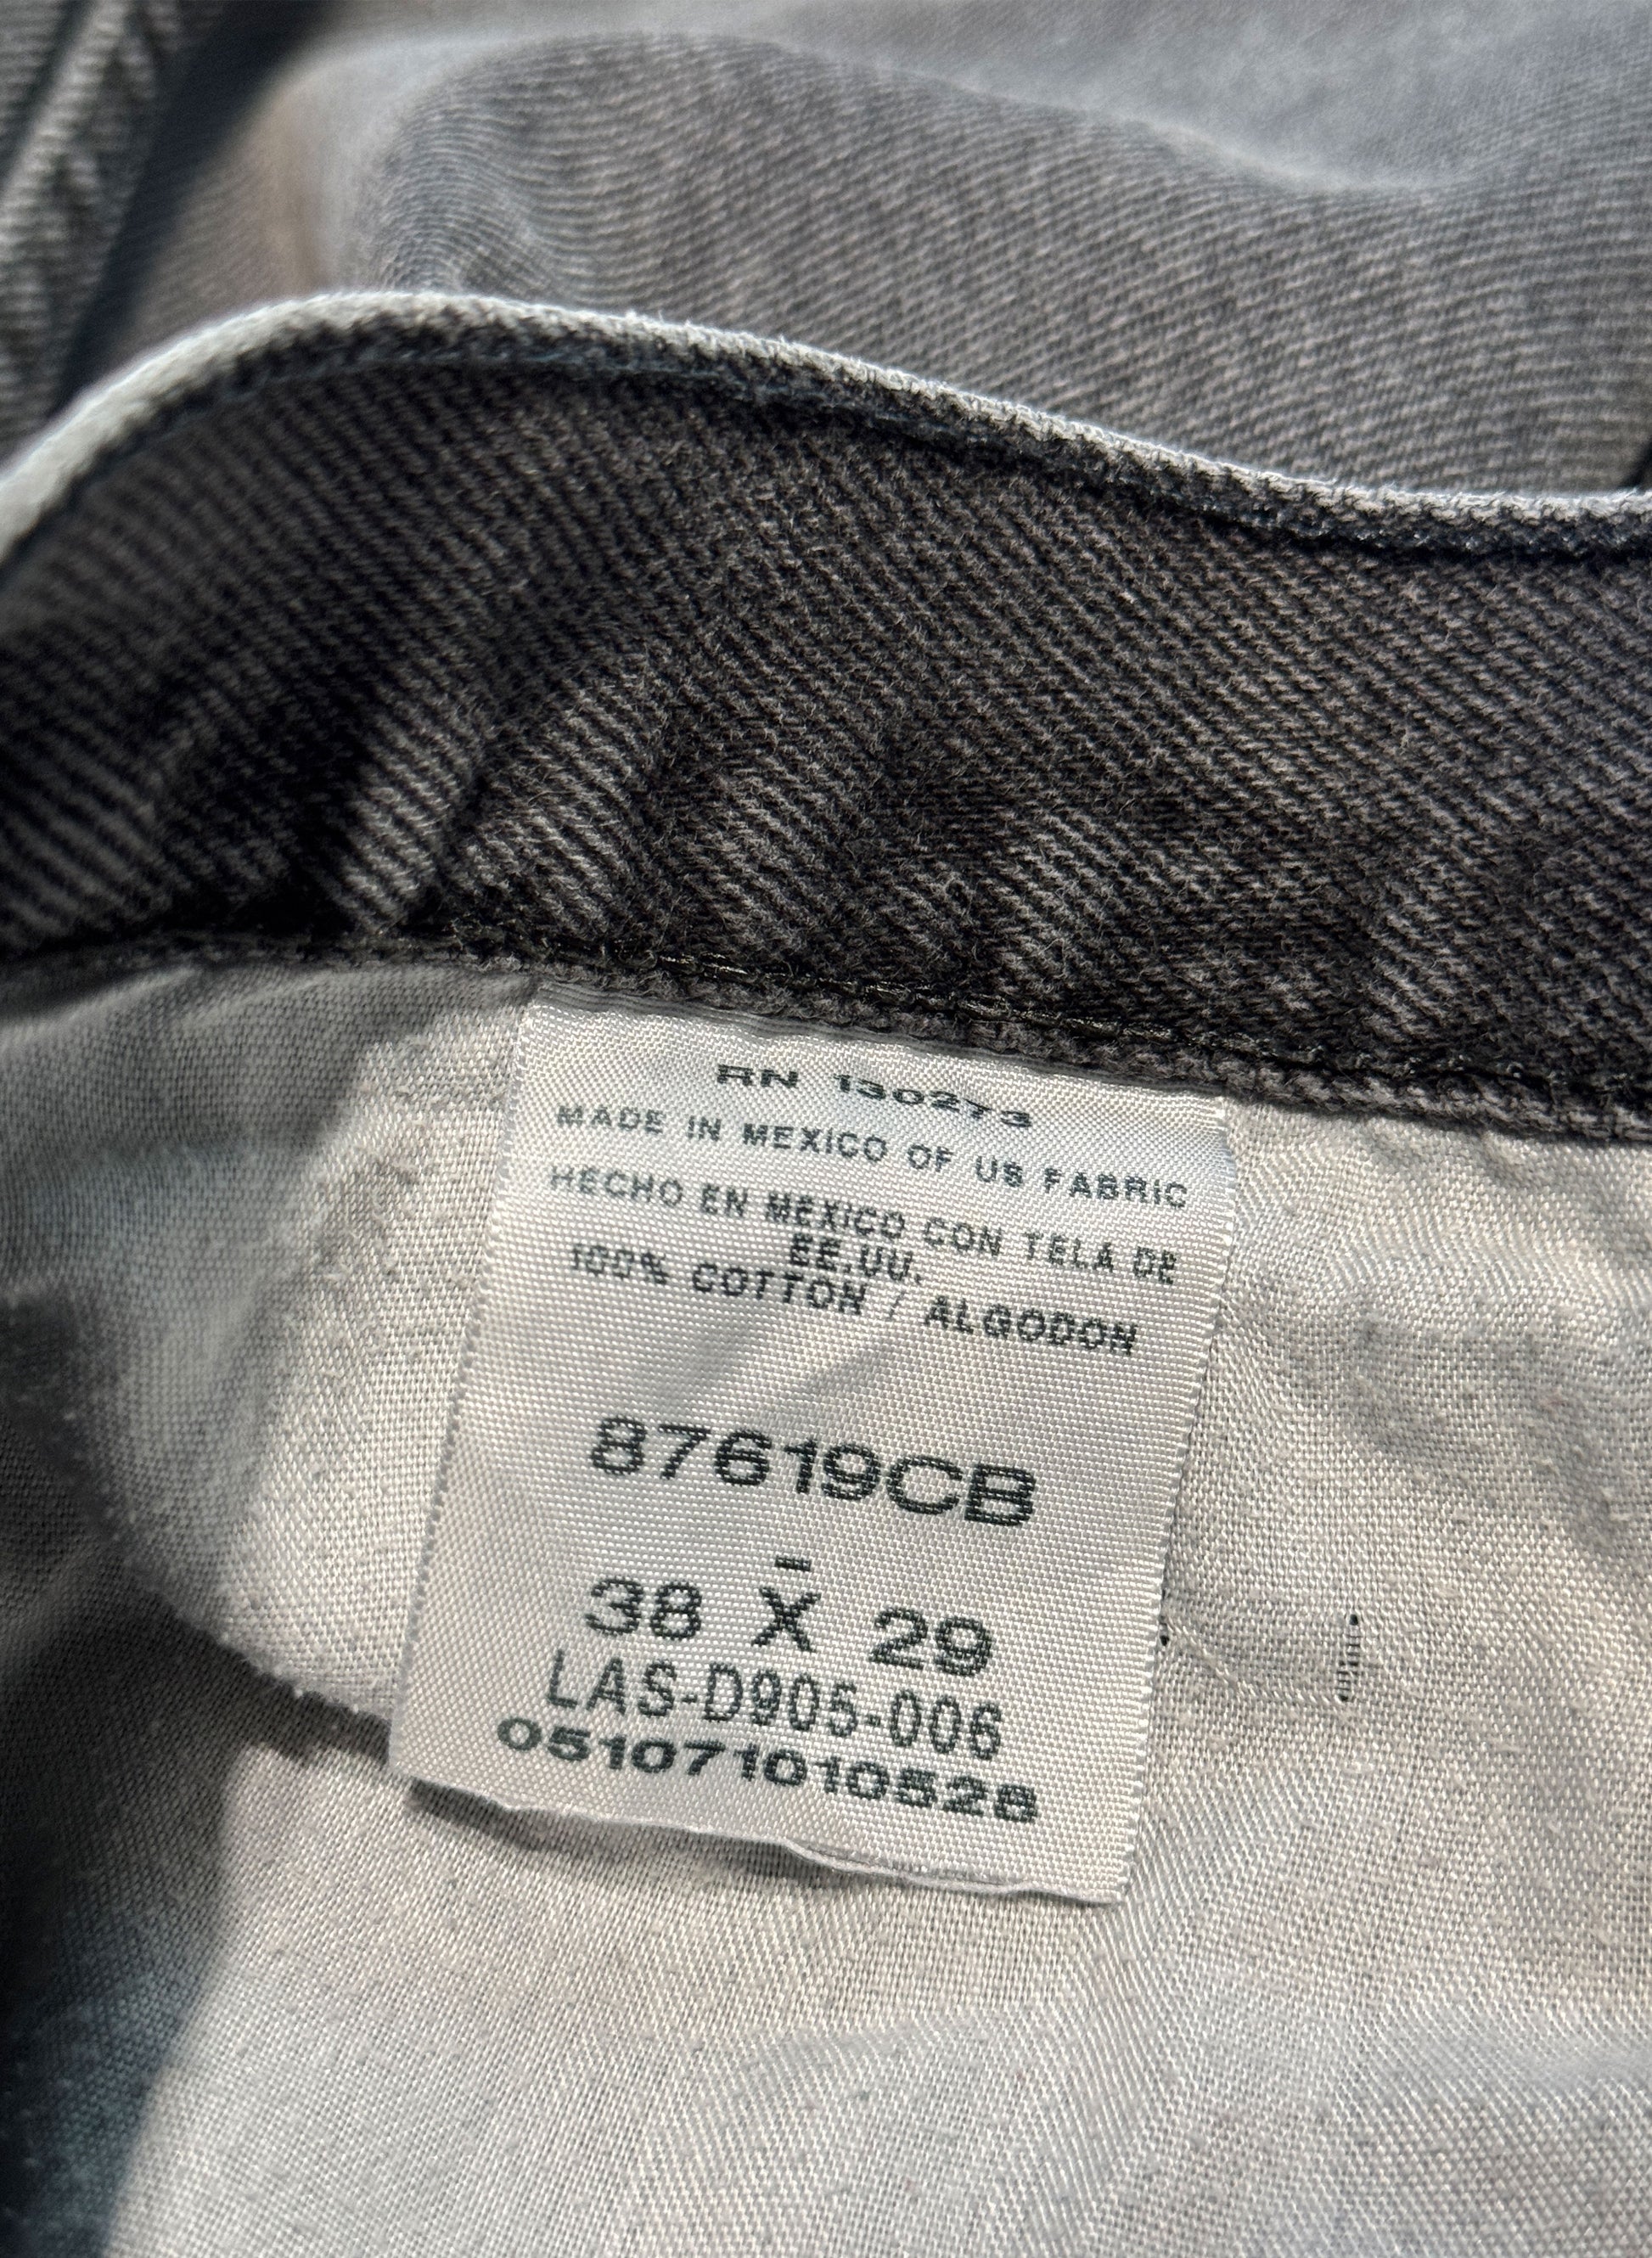 RN 130273
MADE IN MEXICO OF US FABRIC
HECHO EN MEXICO CON TELA DE
EE.UU.
100% COTTON / ALGODON
87619CB
-
38 X 29
LAS-D905-006
051071010528